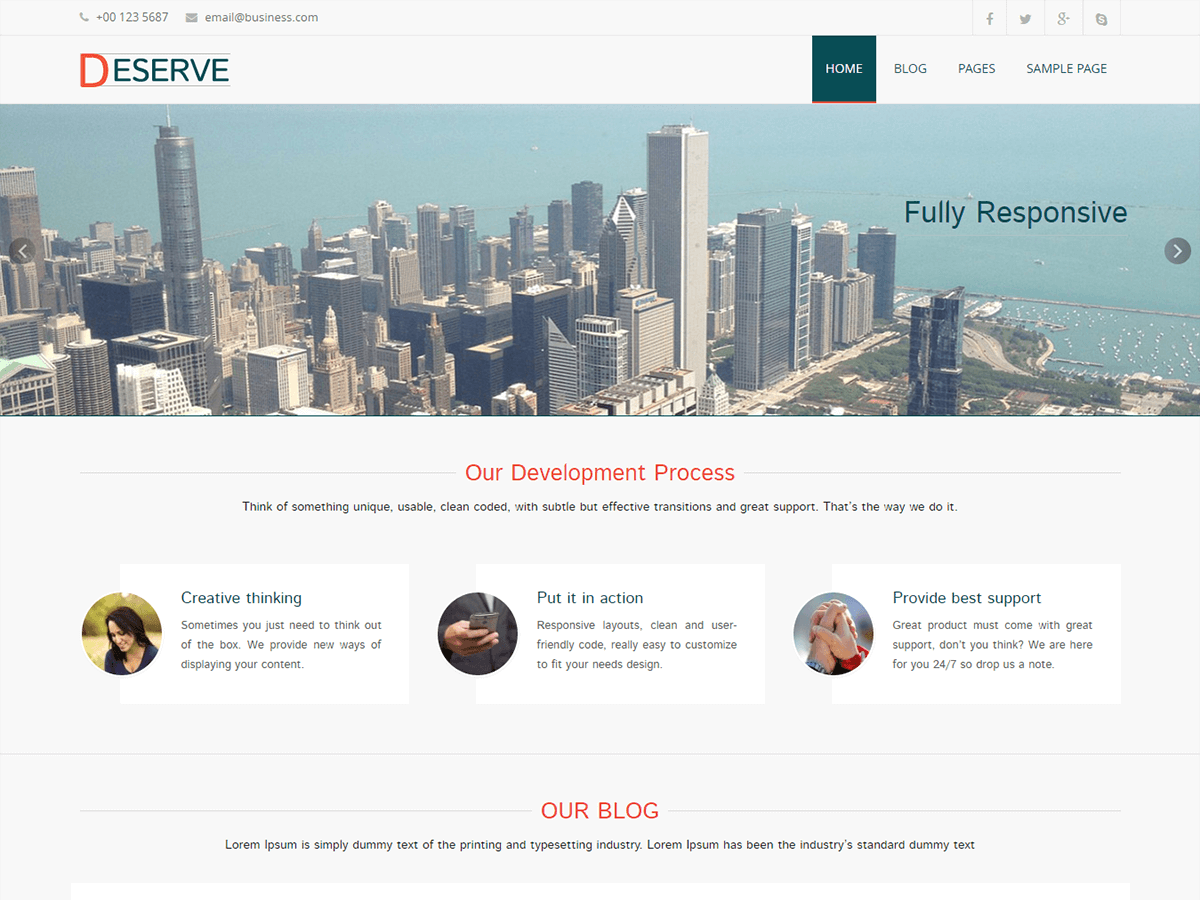 +00 123 5687 email@business.com
DESERVE
HOME BLOG PAGES SAMPLE PAGE
Fully Responsive
Our Development Process
Think of something unique, usable, clean coded, with subtle but effective transitions and great support. That's the way we do it.
Creative thinking
Sometimes you just need to think out
of the box. We provide new ways of
displaying your content.
Put it in action
Responsive layouts, clean and user-
friendly code, really easy to customize
to fit your needs design.
Provide best support
Great product must come with great
support, don't you think? We are here
for you 24/7 so drop us a note.
OUR BLOG
Lorem Ipsum is simply dummy text of the printing and typesetting industry. Lorem Ipsum has been the industry's standard dummy text